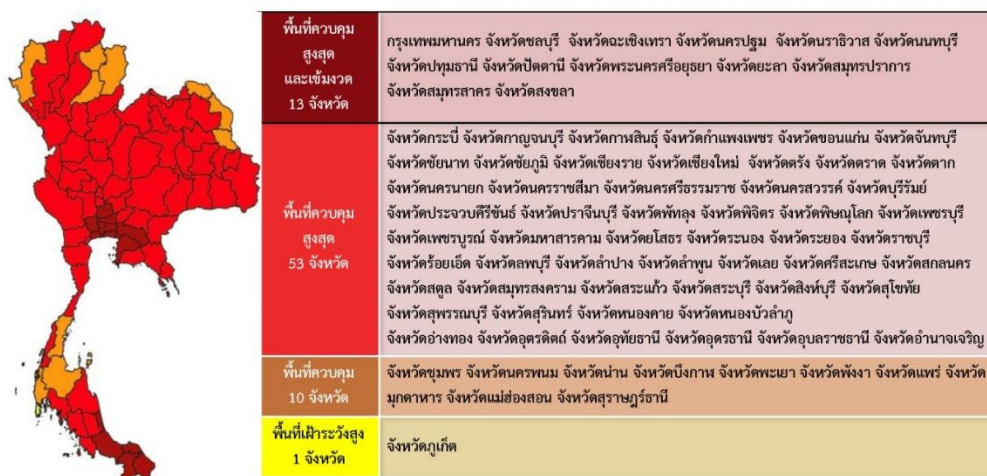 พื้นที่ควบคุม
สูงสุด
และเข้มงวด
13 จังหวัด
กรุงเทพมหานคร จังหวัดชลบุรี จังหวัดฉะเชิงเทรา จังหวัดนครปฐม จังหวัดนราธิวาส จังหวัดนนทบุรี
จังหวัดปทุมธานี จังหวัดปัตตานี จังหวัดพระนครศรีอยุธยา จังหวัดยะลา จังหวัดสมุทรปราการ
จังหวัดสมุทรสาคร จังหวัดสงขลา
พื้นที่ควบคุม
สูงสุด
53 จังหวัด
จังหวัดกระบี่ จังหวัดกาญจนบุรี จังหวัดกาฬสินธุ์ จังหวัดกำแพงเพชร จังหวัดขอนแก่น จังหวัดจันทบุรี
จังหวัดชัยนาท จังหวัดชัยภูมิ จังหวัดเชียงราย จังหวัดเชียงใหม่ จังหวัดตรัง จังหวัดตราด จังหวัดตาก
จังหวัดนครนายก จังหวัดนครราชสีมา จังหวัดนครศรีธรรมราช จังหวัดนครสวรรค์ จังหวัดบุรีรัมย์
จังหวัดประจวบคีรีขันธ์ จังหวัดปราจีนบุรี จังหวัดพัทลุง จังหวัดพิจิตร จังหวัดพิษณุโลก จังหวัดเพชรบุรี
จังหวัดเพชรบูรณ์ จังหวัดมหาสารคาม จังหวัดยโสธร จังหวัดระนอง จังหวัดระยอง จังหวัดราชบุรี
จังหวัดร้อยเอ็ด จังหวัดลพบุรี จังหวัดลำปาง จังหวัดลำพูน จังหวัดเลย จังหวัดศรีสะเกษ จังหวัดสกลนคร
จังหวัดสตูล จังหวัดสมุทรสงคราม จังหวัดสระแก้ว จังหวัดสระบุรี จังหวัดสิงห์บุรี จังหวัดสุโขทัย
จังหวัดสุพรรณบุรี จังหวัดสุรินทร์ จังหวัดหนองคาย จังหวัดหนองบัวลำภู
จังหวัดอ่างทอง จังหวัดอุตรดิตถ์ จังหวัดอุทัยธานี จังหวัดอุดรธานี จังหวัดอุบลราชธานี จังหวัดอำนาจเจริญ
พื้นที่ควบคุม
10 จังหวัด
จังหวัดชุมพร จังหวัดนครพนม จังหวัดน่าน จังหวัดบึงกาฬ จังหวัดพะเยา จังหวัดพังงา จังหวัดแพร่ จังหวัด
มุกดาหาร จังหวัดแม่ฮ่องสอน จังหวัดสุราษฎร์ธานี
พื้นที่เฝ้าระวังสูง
1 จังหวัด
จังหวัดภูเก็ต